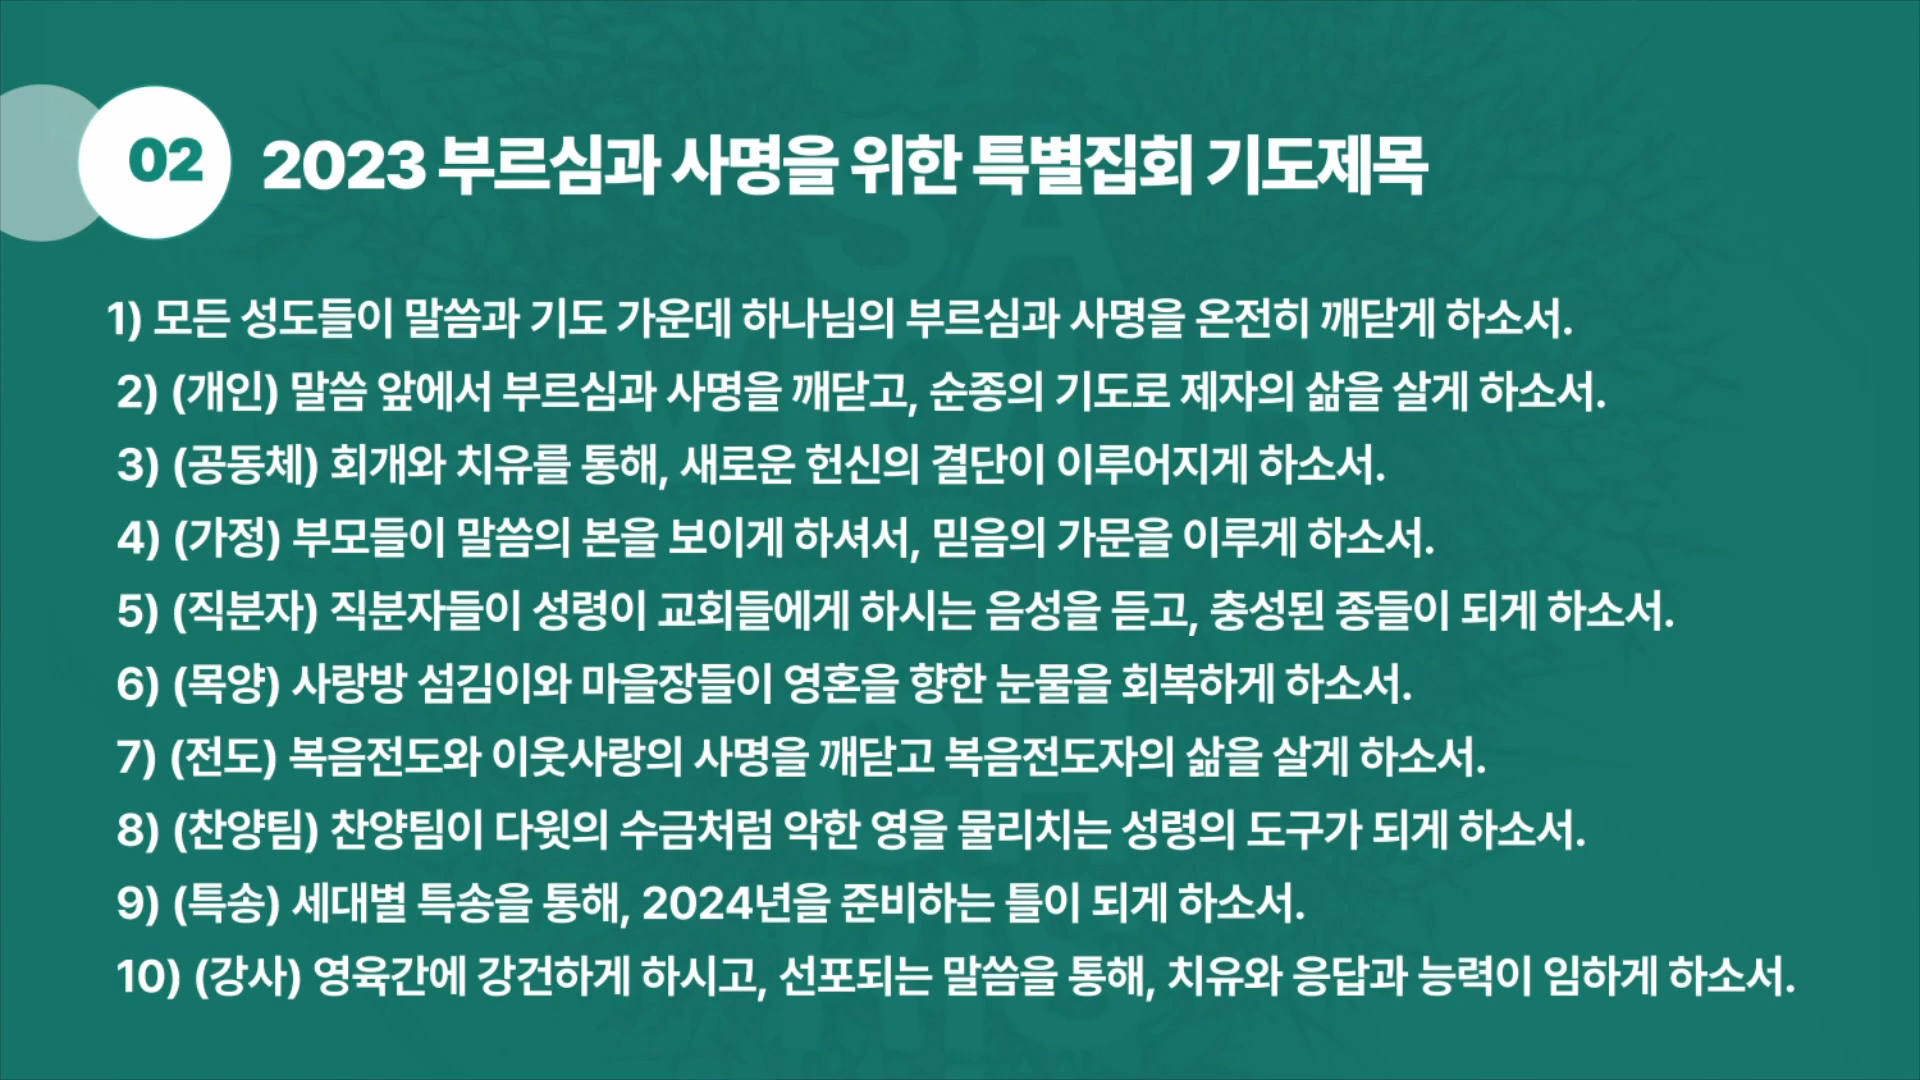 02
2023 부르심과 사명을 위한 특별집회 기도제목
1) 모든 성도들이 말씀과 기도 가운데 하나님의 부르심과 사명을 온전히 깨닫게 하소서.
2) (개인) 말씀 앞에서 부르심과 사명을 깨닫고, 순종의 기도로 제자의 삶을 살게 하소서.
3) (공동체) 회개와 치유를 통해, 새로운 헌신의 결단이 이루어지게 하소서.
4) (가정) 부모들이 말씀의 본을 보이게 하셔서, 믿음의 가문을 이루게 하소서.
5) (직분자) 직분자들이 성령이 교회들에게 하시는 음성을 듣고, 충성된 종들이 되게 하소서.
6) (목양) 사랑방 섬김이와 마을장들이 영혼을 향한 눈물을 회복하게 하소서.
7) (전도) 복음전도와 이웃사랑의 사명을 깨닫고 복음전도자의 삶을 살게 하소서.
8) (찬양팀) 찬양팀이 다윗의 수금처럼 악한 영을 물리치는 성령의 도구가 되게 하소서.
9) (특송) 세대별 특송을 통해, 2024년을 준비하는 틀이 되게 하소서.
10) (강사) 영육간에 강건하게 하시고, 선포되는 말씀을 통해, 치유와 응답과 능력이 임하게 하소서.